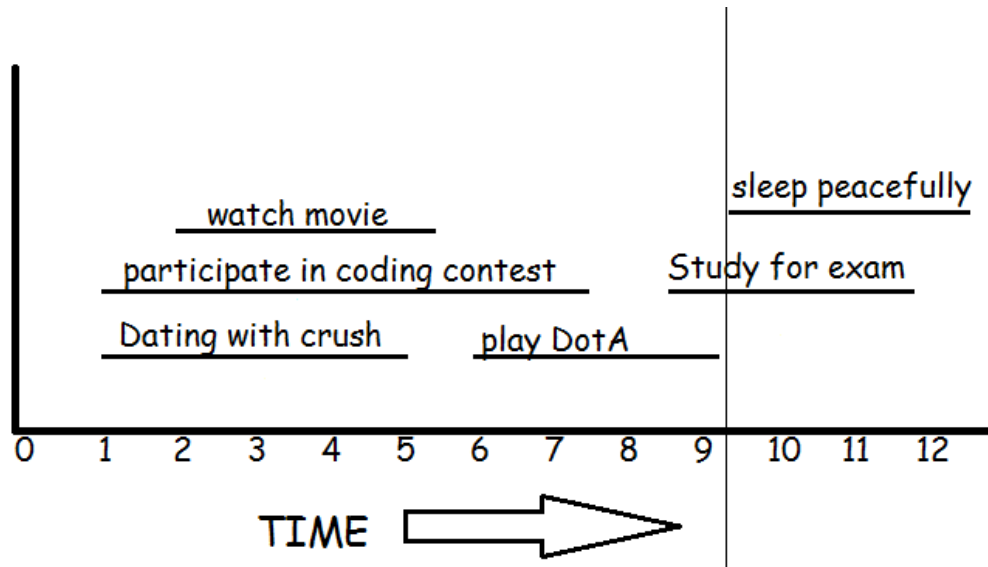 sleep peacefully
watch movie
participate in coding contest
Study for exam
Dating with crush
play DotA
0 1 2 3 4 5 6 7 8 9 10 11 12
TIME